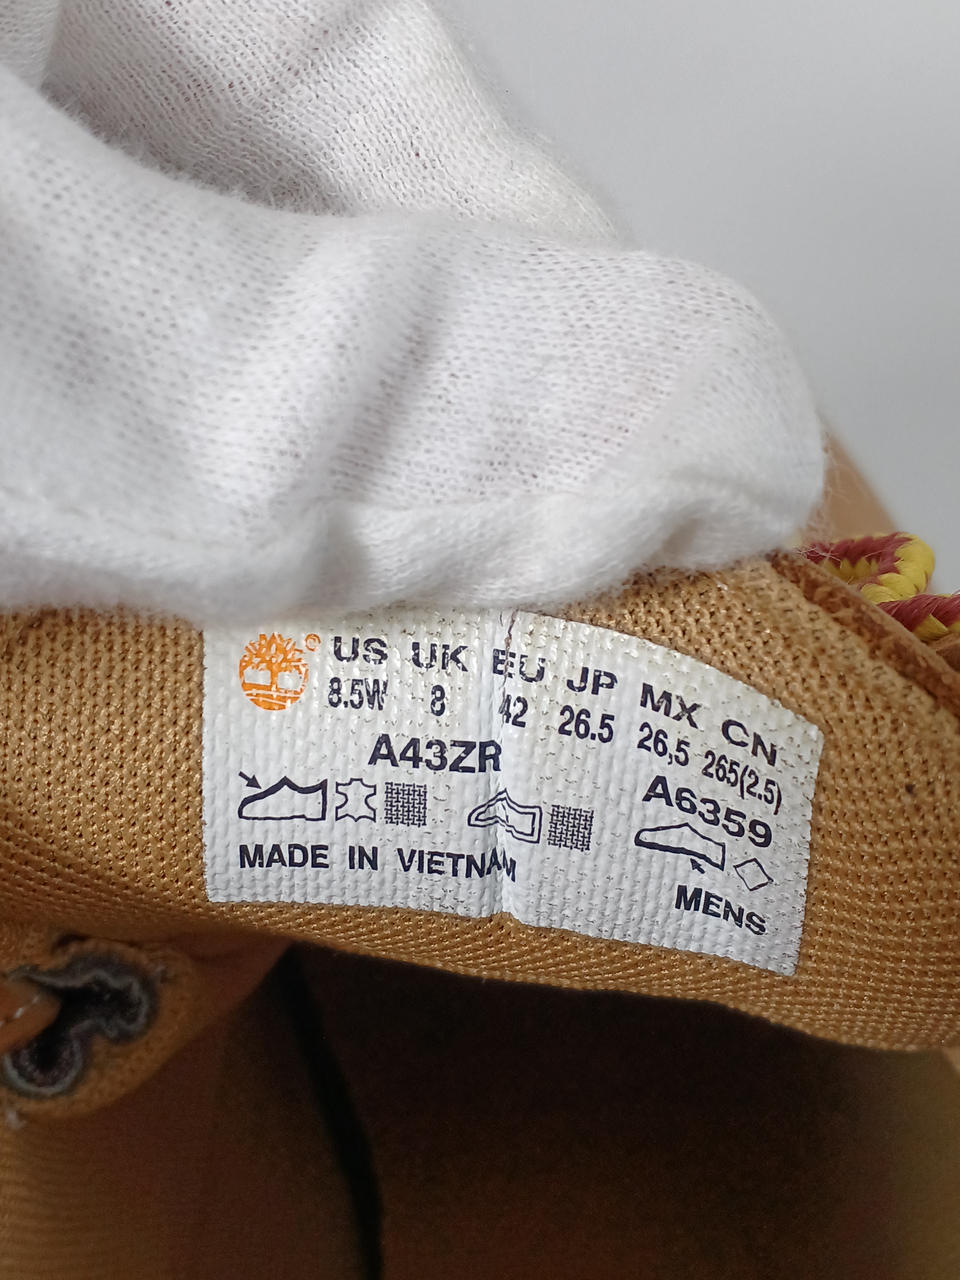 ® US UK EU JP MX CN
8.5W 8 42 26.5 26,5 265(2.5)
A43ZR A6359
MADE IN VIETNAM MENS